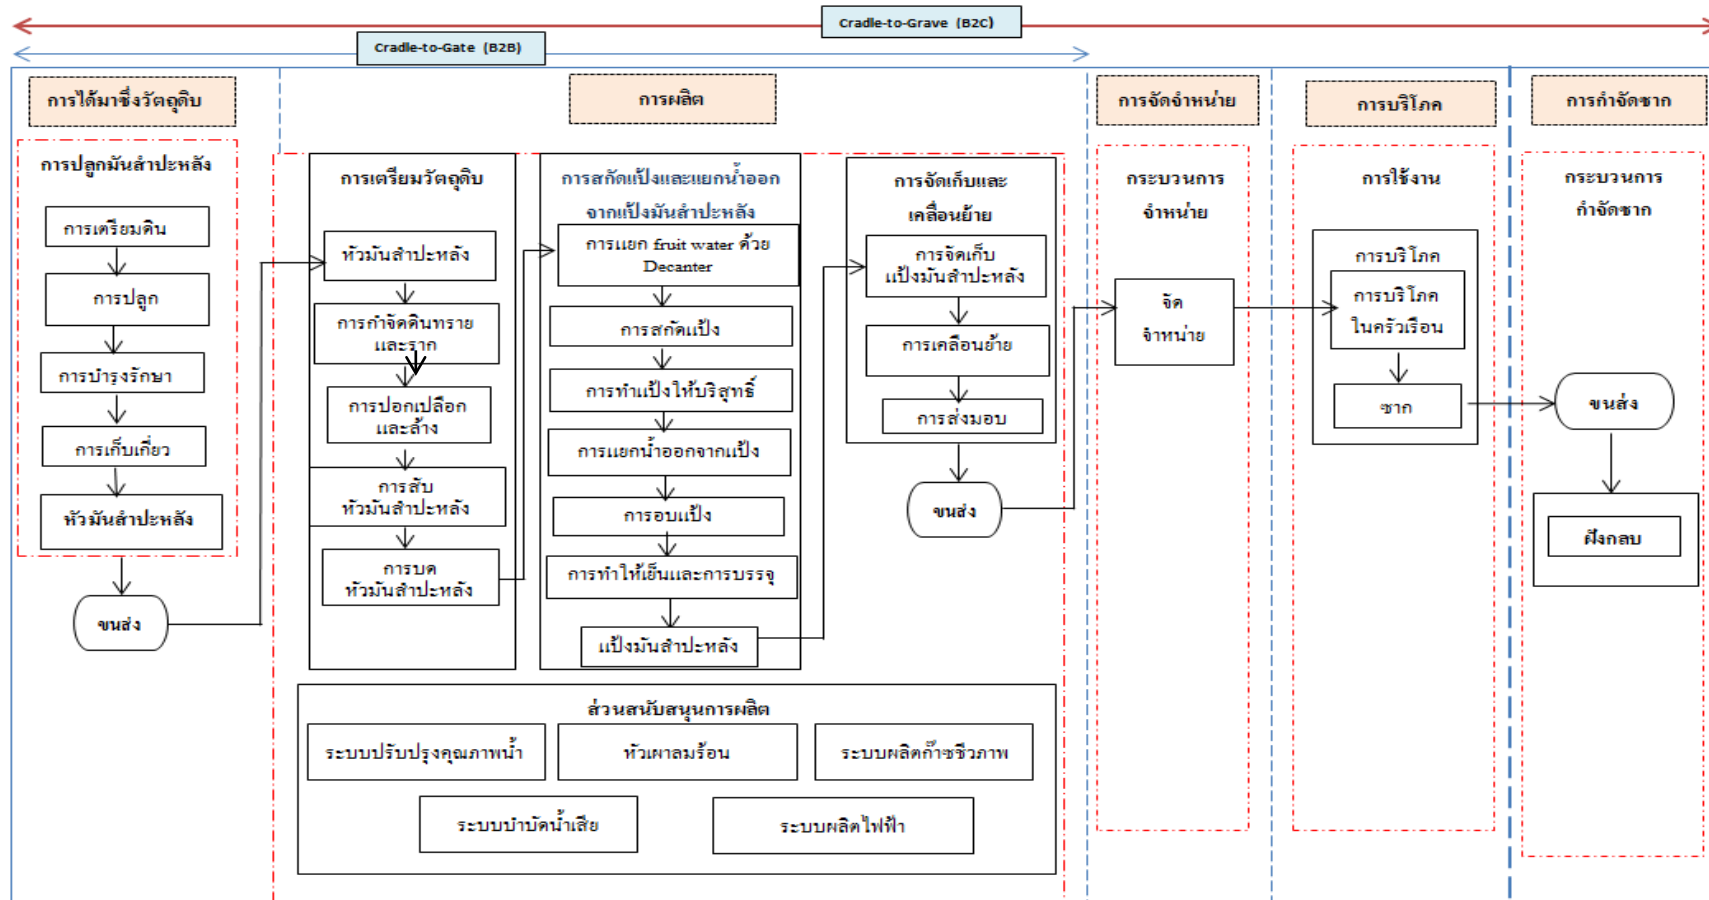 Cradle-to-Grave (B2C)
Cradle-to-Gate (B2B)
การได้มาซึ่งวัตถุดิบ
การผลิต
การจัดจำหน่าย
การบริโภค
การกำจัดซาก
การปลูกมันสำปะหลัง
การเตรียมดิน
การปลูก
การบำรุงรักษา
การเก็บเกี่ยว
หัวมันสำปะหลัง
ขนส่ง
การเตรียมวัตถุดิบ
หัวมันสำปะหลัง
การกำจัดดินทราย
และราก
การปอกเปลือก
และล้าง
การสับ
หัวมันสำปะหลัง
การบด
หัวมันสำปะหลัง
การสกัดแป้งและแยกน้ำออก
จากแป้งมันสำปะหลัง
การแยก fruit water ด้วย
Decanter
การสกัดแป้ง
การทำแป้งให้บริสุทธิ์
การแยกน้ำออกจากแป้ง
การอบแป้ง
การทำให้เย็นและการบรรจุ
แป้งมันสำปะหลัง
การจัดเก็บและ
เคลื่อนย้าย
การจัดเก็บ
แป้งมันสำปะหลัง
การเคลื่อนย้าย
การส่งมอบ
ขนส่ง
ส่วนสนับสนุนการผลิต
ระบบปรับปรุงคุณภาพน้ำ
หัวเผาลมร้อน
ระบบผลิตก๊าซชีวภาพ
ระบบบำบัดน้ำเสีย
ระบบผลิตไฟฟ้า
กระบวนการ
จำหน่าย
จัด
จำหน่าย
การใช้งาน
การบริโภค
การบริโภค
ในครัวเรือน
ซาก
กระบวนการ
กำจัดซาก
ขนส่ง
ฝังกลบ